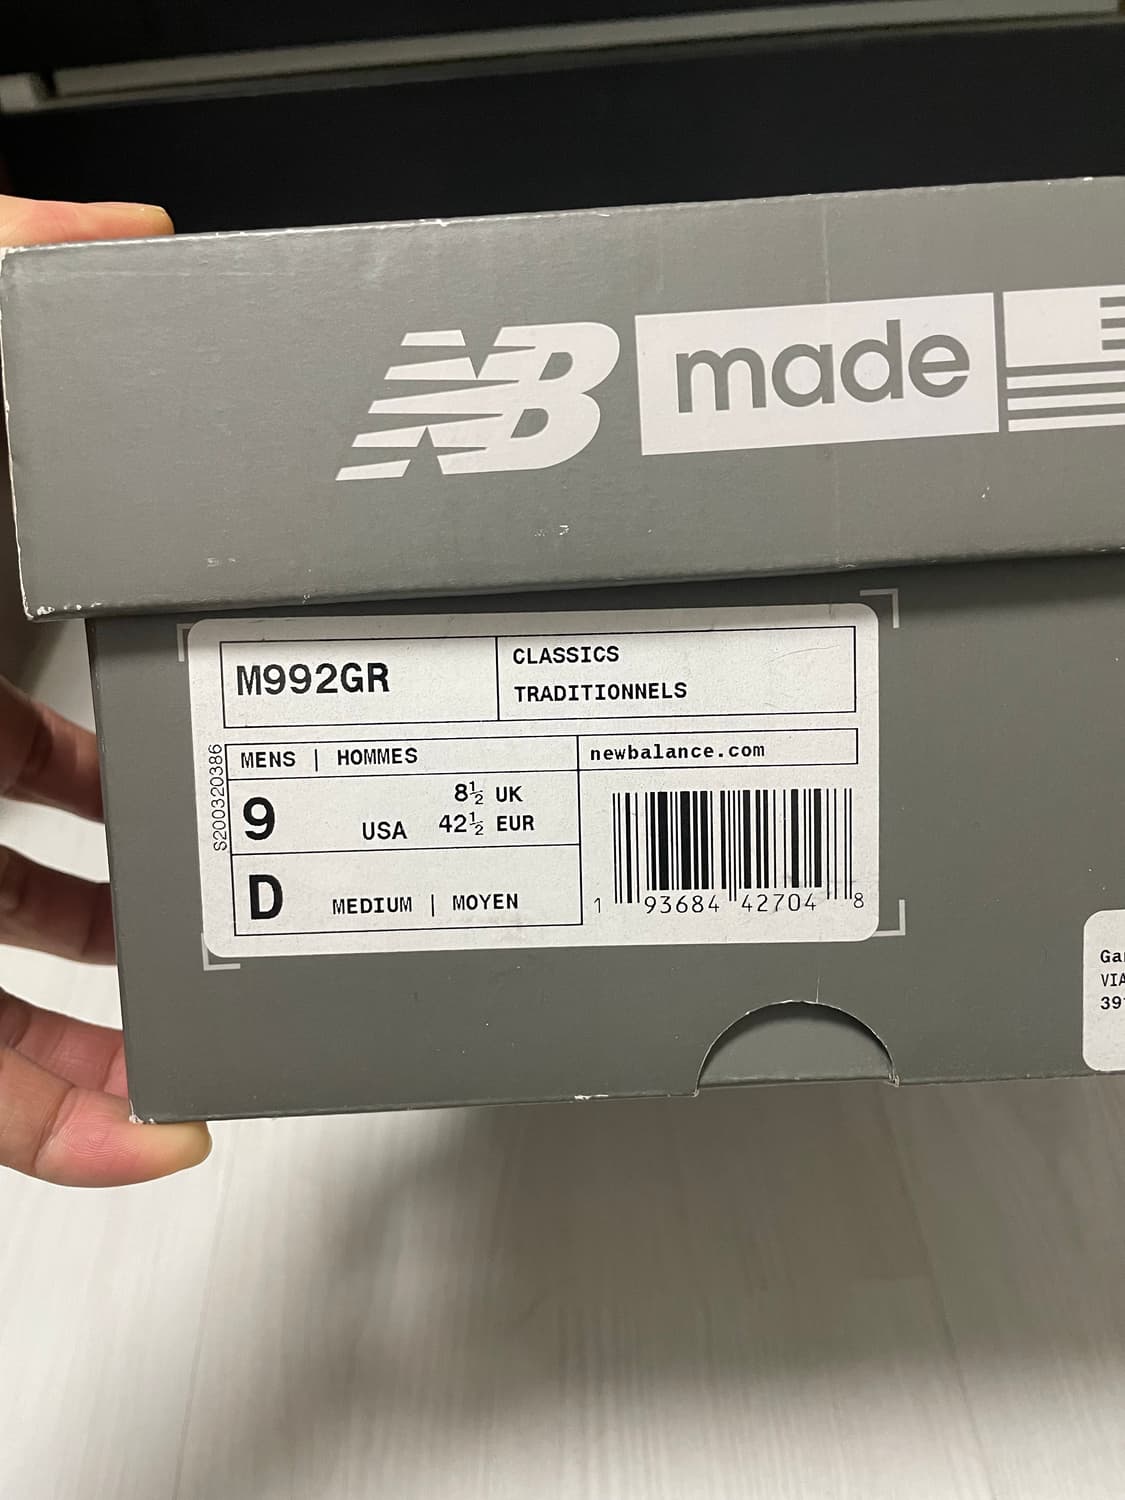 NB made
M992GR
CLASSICS
TRADITIONNELS
MENS | HOMMES
newbalance.com
S200320386
9 USA 8½ UK
42½ EUR
D MEDIUM | MOYEN
1 93684 42704 8